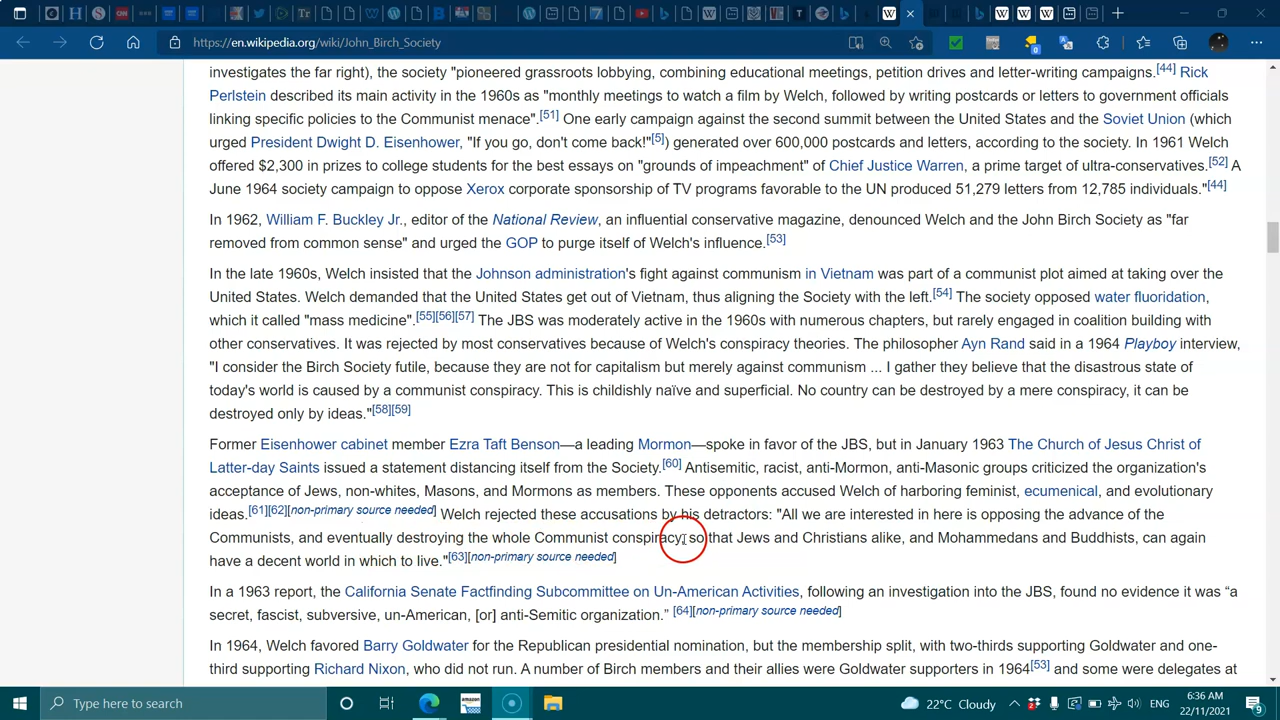 https://en.wikipedia.org/wiki/John_Birch_Society
investigates the far right), the society "pioneered grassroots lobbying, combining educational meetings, petition drives and letter-writing campaigns.[44] Rick
Perlstein described its main activity in the 1960s as "monthly meetings to watch a film by Welch, followed by writing postcards or letters to government officials
linking specific policies to the Communist menace".[51] One early campaign against the second summit between the United States and the Soviet Union (which
urged President Dwight D. Eisenhower, "If you go, don't come back!"[5]) generated over 600,000 postcards and letters, according to the society. In 1961 Welch
offered $2,300 in prizes to college students for the best essays on "grounds of impeachment" of Chief Justice Warren, a prime target of ultra-conservatives.[52] A
June 1964 society campaign to oppose Xerox corporate sponsorship of TV programs favorable to the UN produced 51,279 letters from 12,785 individuals."[44]
In 1962, William F. Buckley Jr., editor of the National Review, an influential conservative magazine, denounced Welch and the John Birch Society as "far
removed from common sense" and urged the GOP to purge itself of Welch's influence.[53]
In the late 1960s, Welch insisted that the Johnson administration's fight against communism in Vietnam was part of a communist plot aimed at taking over the
United States. Welch demanded that the United States get out of Vietnam, thus aligning the Society with the left.[54] The society opposed water fluoridation,
which it called "mass medicine".[55][56][57] The JBS was moderately active in the 1960s with numerous chapters, but rarely engaged in coalition building with
other conservatives. It was rejected by most conservatives because of Welch's conspiracy theories. The philosopher Ayn Rand said in a 1964 Playboy interview,
"I consider the Birch Society futile, because they are not for capitalism but merely against communism ... I gather they believe that the disastrous state of
today's world is caused by a communist conspiracy. This is childishly naïve and superficial. No country can be destroyed by a mere conspiracy, it can be
destroyed only by ideas."[58][59]
Former Eisenhower cabinet member Ezra Taft Benson—a leading Mormon—spoke in favor of the JBS, but in January 1963 The Church of Jesus Christ of
Latter-day Saints issued a statement distancing itself from the Society.[60] Antisemitic, racist, anti-Mormon, anti-Masonic groups criticized the organization's
acceptance of Jews, non-whites, Masons, and Mormons as members. These opponents accused Welch of harboring feminist, ecumenical, and evolutionary
ideas.[61][62][non-primary source needed] Welch rejected these accusations by his detractors: "All we are interested in here is opposing the advance of the
Communists, and eventually destroying the whole Communist conspiracy, so that Jews and Christians alike, and Mohammedans and Buddhists, can again
have a decent world in which to live."[63][non-primary source needed]
In a 1963 report, the California Senate Factfinding Subcommittee on Un-American Activities, following an investigation into the JBS, found no evidence it was “a
secret, fascist, subversive, un-American, [or] anti-Semitic organization.” [64][non-primary source needed]
In 1964, Welch favored Barry Goldwater for the Republican presidential nomination, but the membership split, with two-thirds supporting Goldwater and one-
third supporting Richard Nixon, who did not run. A number of Birch members and their allies were Goldwater supporters in 1964[53] and some were delegates at
Type here to search
22°C Cloudy
ENG
6:36 AM
22/11/2021